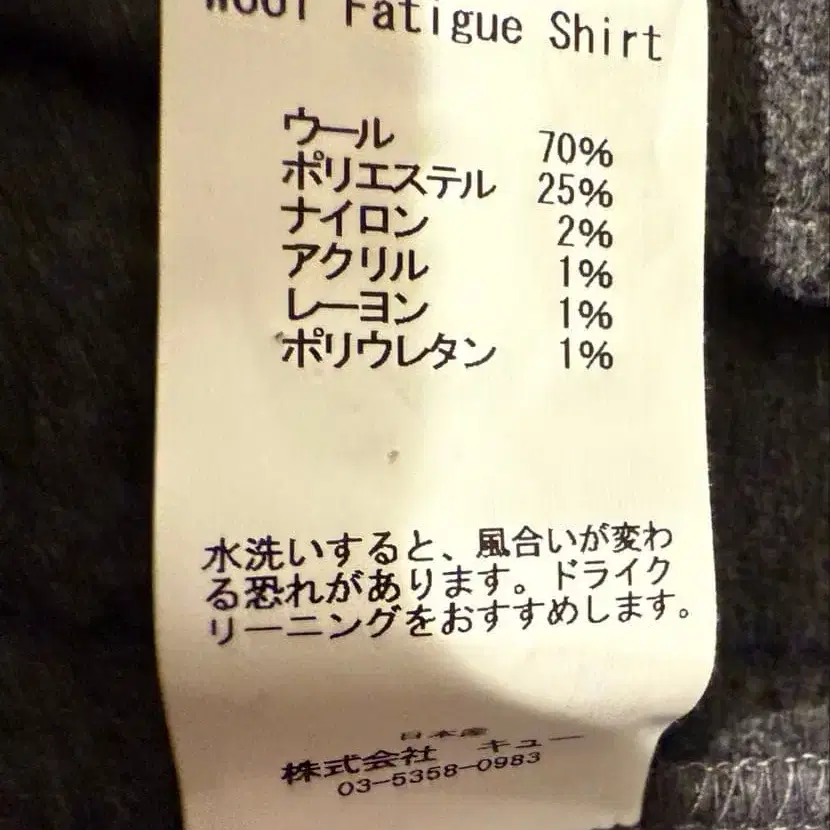 Wool Fatigue Shirt
ウール 70%
ポリエステル 25%
ナイロン 2%
アクリル 1%
レーヨン 1%
ポリウレタン 1%
水洗いすると、風合いが変わ
る恐れがあります。ドライク
リーニングをおすすめします。
日本産
株式会社 キュー
03-5358-0983